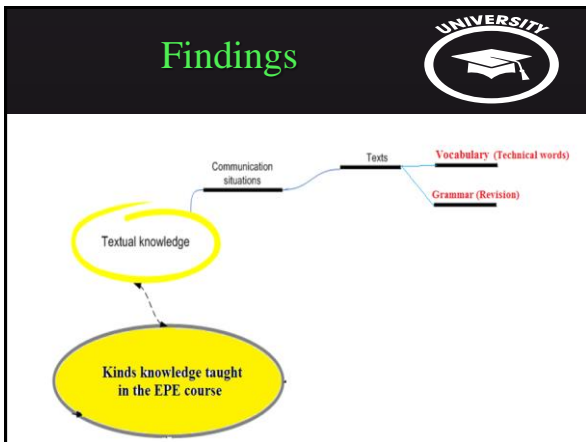 Findings
UNIVERSITY
Communication
situations
Texts
Vocabulary (Technical words)
Grammar (Revision)
Textual knowledge
Kinds knowledge taught
in the EPE course